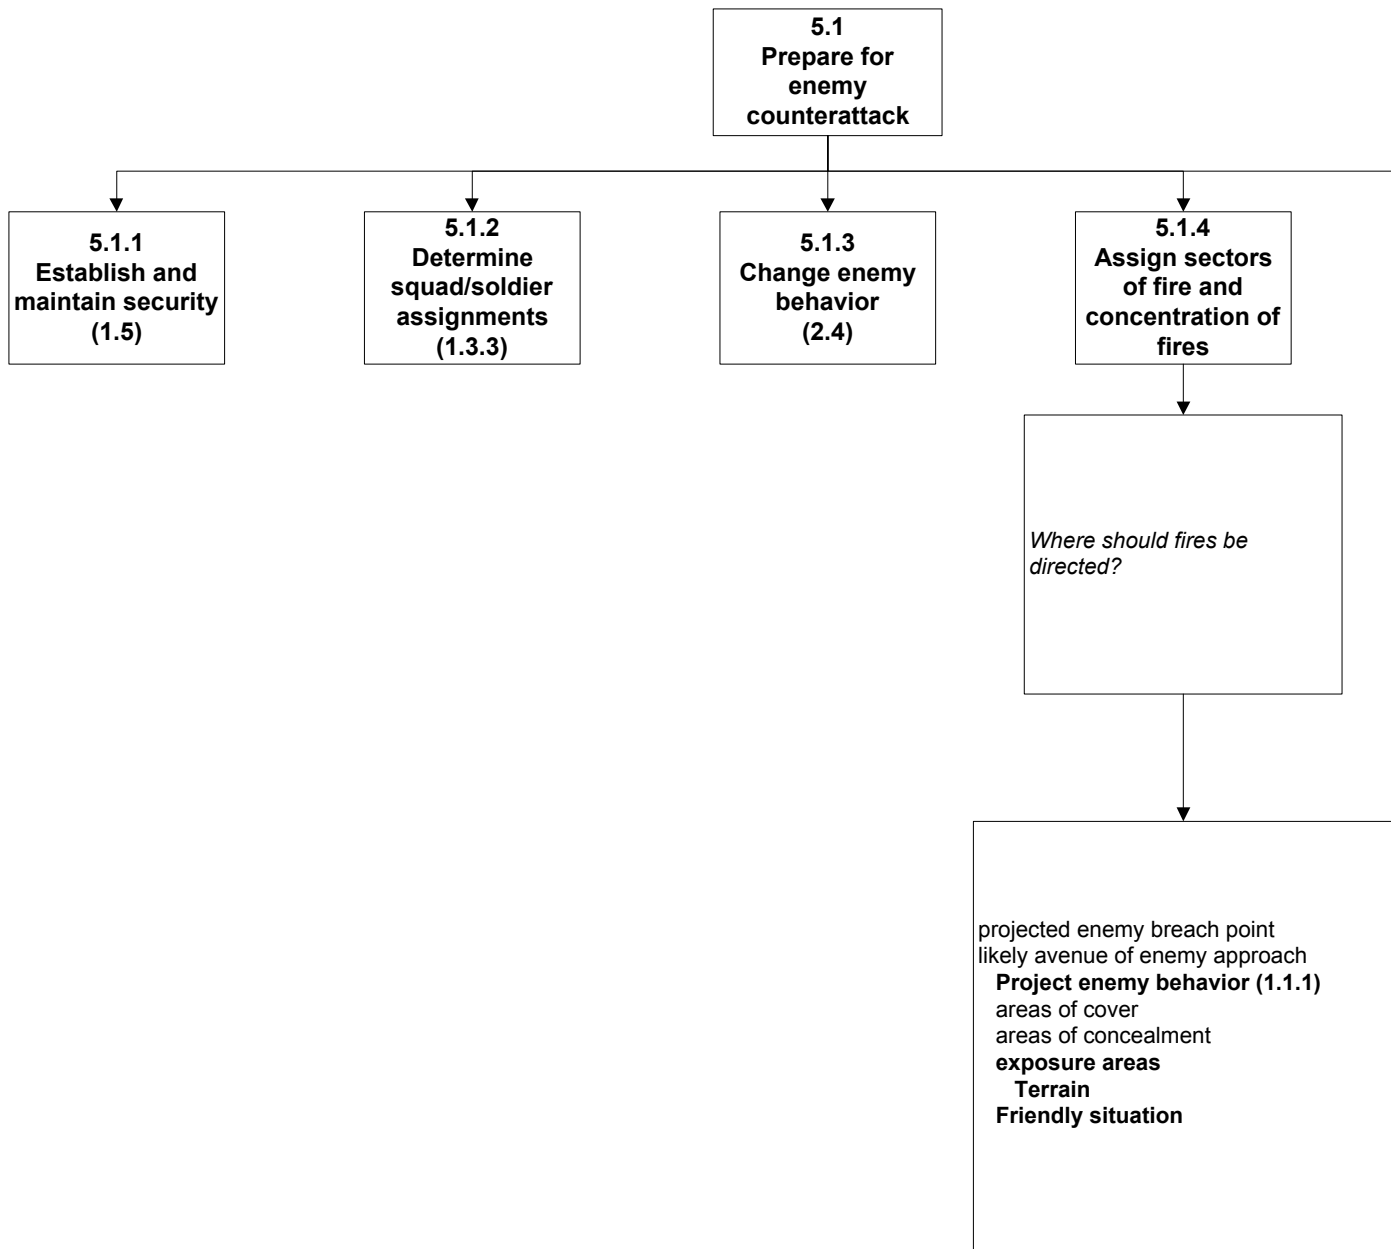 5.1
Prepare for
enemy
counterattack
5.1.1
Establish and
maintain security
(1.5)
5.1.2
Determine
squad/soldier
assignments
(1.3.3)
5.1.3
Change enemy
behavior
(2.4)
5.1.4
Assign sectors
of fire and
concentration of
fires
Where should fires be
directed?
projected enemy breach point
likely avenue of enemy approach
Project enemy behavior (1.1.1)
areas of cover
areas of concealment
exposure areas
Terrain
Friendly situation